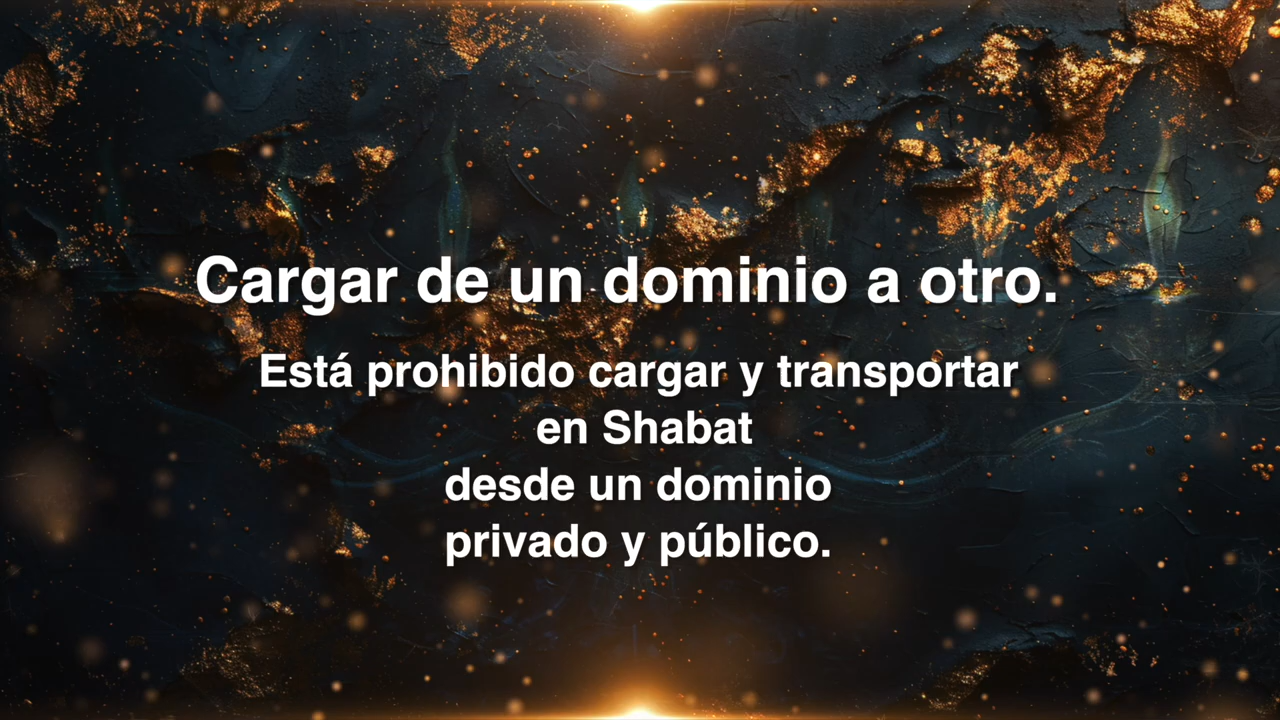 Cargar de un dominio a otro.
Está prohibido cargar y transportar
en Shabat
desde un dominio
privado y público.